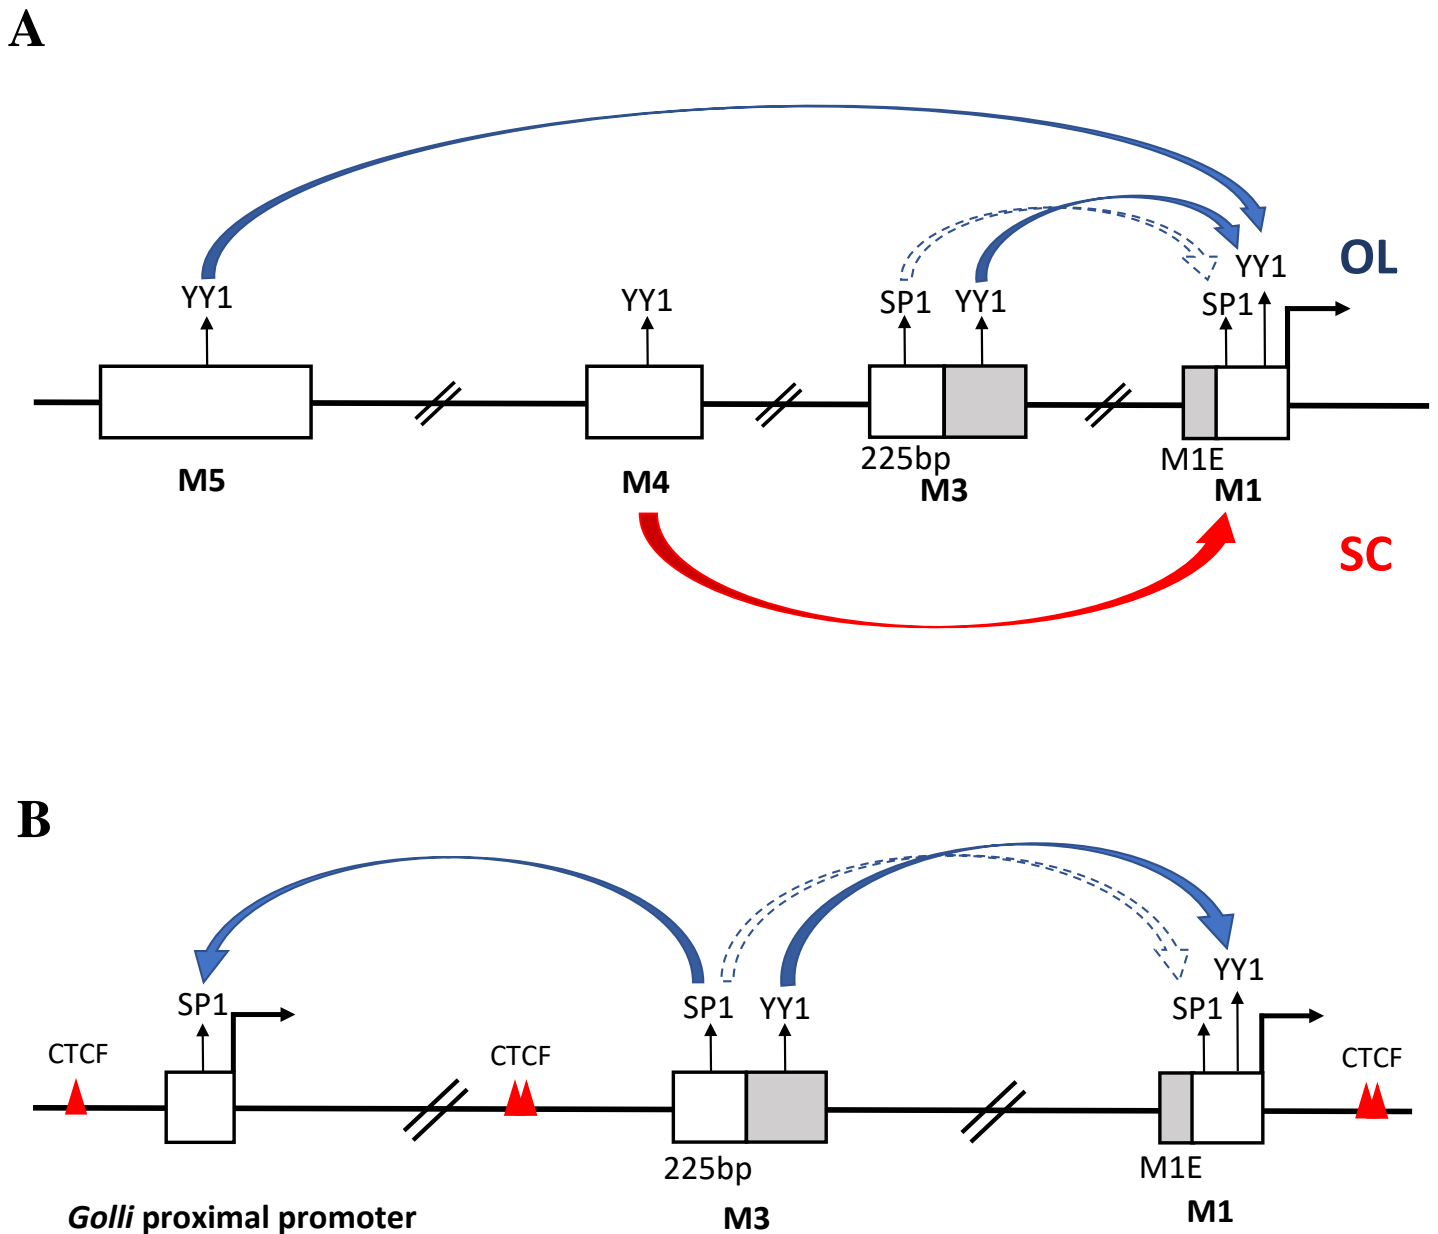 A
YY1
YY1
SP1
YY1
SP1
YY1
OL
225bp
M1E
M5
M4
M3
M1
SC
B
SP1
SP1
YY1
SP1
YY1
CTCF
CTCF
CTCF
225bp
M1E
Golli proximal promoter
M3
M1